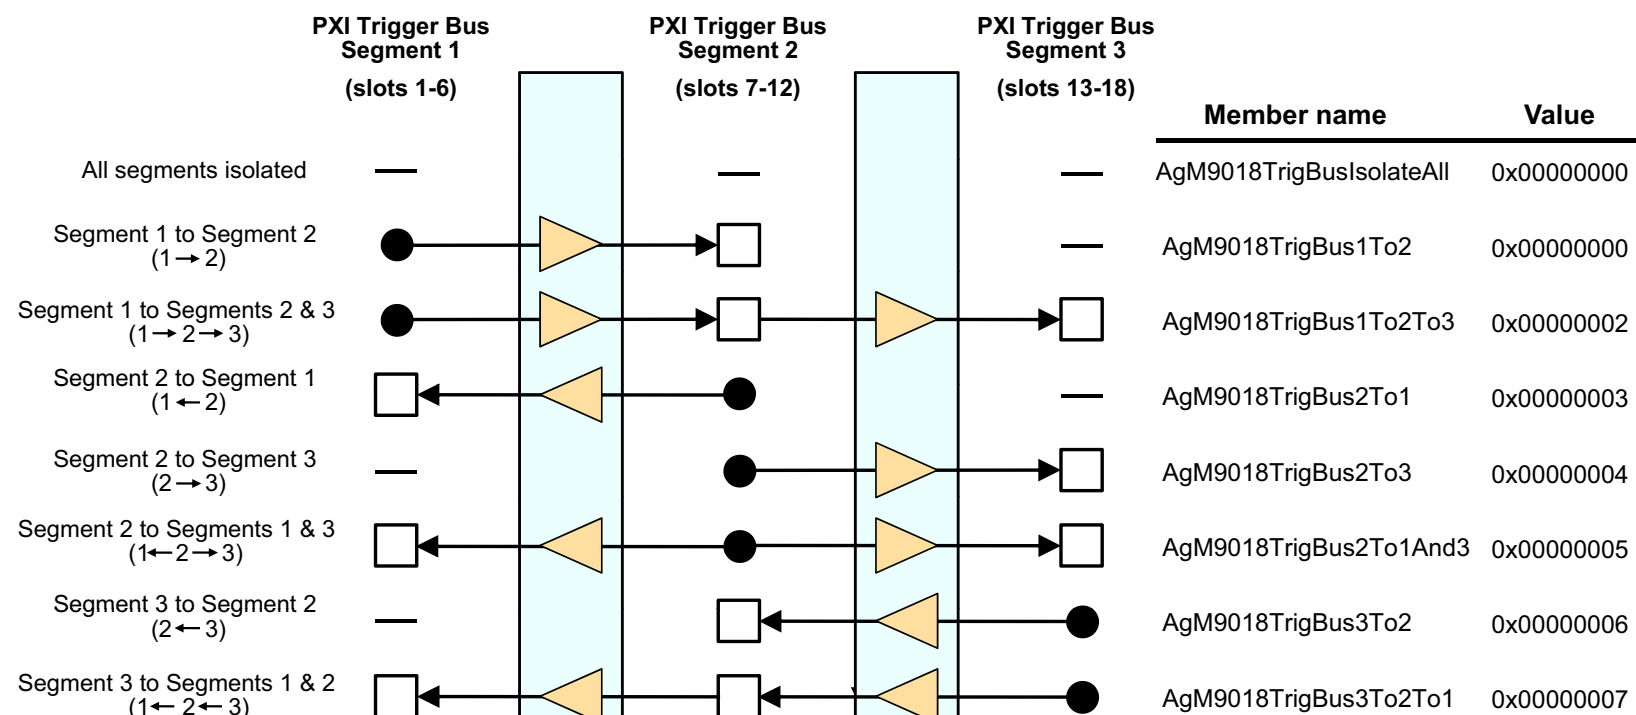 PXI Trigger Bus
Segment 1
(slots 1-6)
PXI Trigger Bus
Segment 2
(slots 7-12)
PXI Trigger Bus
Segment 3
(slots 13-18)
Member name Value
All segments isolated AgM9018TrigBusIsolateAll 0x00000000
Segment 1 to Segment 2
(1→2) AgM9018TrigBus1To2 0x00000000
Segment 1 to Segments 2 & 3
(1→2→3) AgM9018TrigBus1To2To3 0x00000002
Segment 2 to Segment 1
(1←2) AgM9018TrigBus2To1 0x00000003
Segment 2 to Segment 3
(2→3) AgM9018TrigBus2To3 0x00000004
Segment 2 to Segments 1 & 3
(1←2→3) AgM9018TrigBus2To1And3 0x00000005
Segment 3 to Segment 2
(2←3) AgM9018TrigBus3To2 0x00000006
Segment 3 to Segments 1 & 2
(1←2←3) AgM9018TrigBus3To2To1 0x00000007